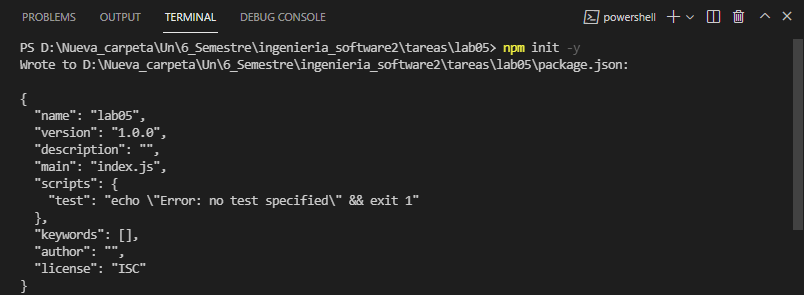 PROBLEMS OUTPUT TERMINAL DEBUG CONSOLE powershell
PS D:\Nueva_carpeta\Un\6_Semestre\ingenieria_software2\tareas\lab05> npm init -y
Wrote to D:\Nueva_carpeta\Un\6_Semestre\ingenieria_software2\tareas\lab05\package.json:
{
  "name": "lab05",
  "version": "1.0.0",
  "description": "",
  "main": "index.js",
  "scripts": {
    "test": "echo \"Error: no test specified\" && exit 1"
  },
  "keywords": [],
  "author": "",
  "license": "ISC"
}